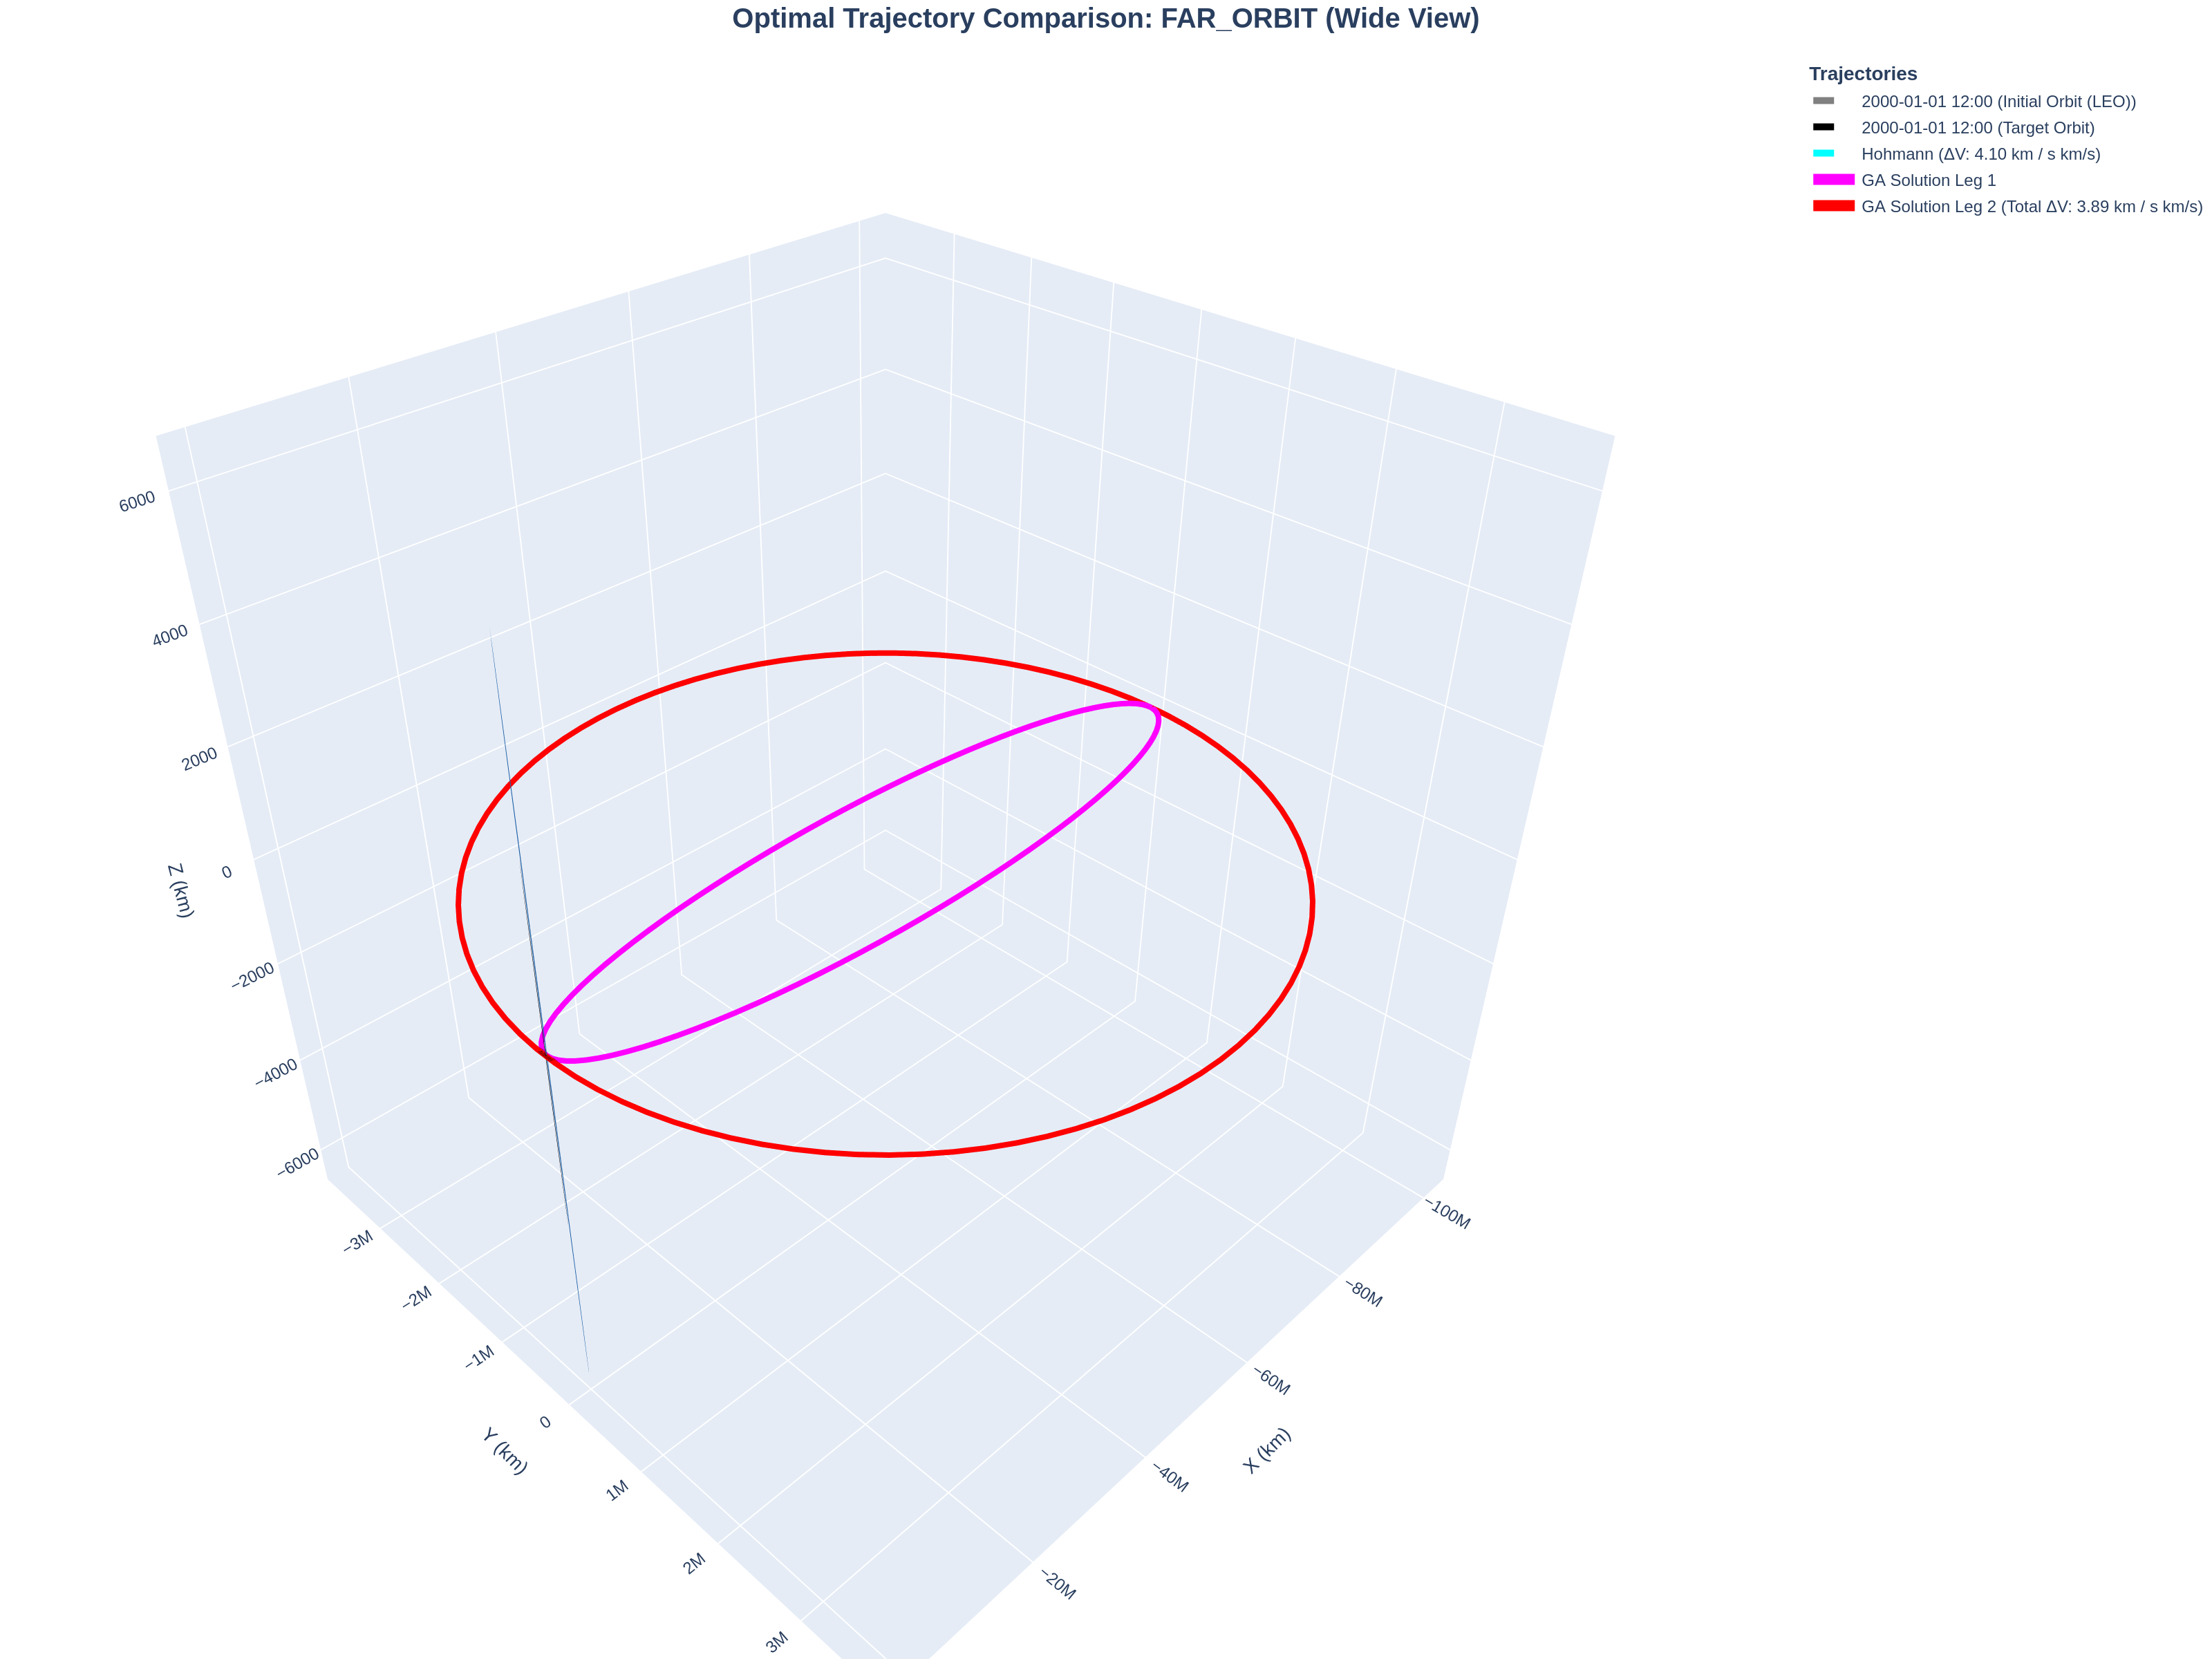 Optimal Trajectory Comparison: FAR_ORBIT (Wide View)
Trajectories
2000-01-01 12:00 (Initial Orbit (LEO))
2000-01-01 12:00 (Target Orbit)
Hohmann (ΔV: 4.10 km / s km/s)
GA Solution Leg 1
GA Solution Leg 2 (Total ΔV: 3.89 km / s km/s)
6000
4000
2000
0
−2000
−4000
−6000
Z (km)
−3M
−2M
−1M
0
1M
2M
3M
Y (km)
−100M
−80M
−60M
−40M
−20M
X (km)